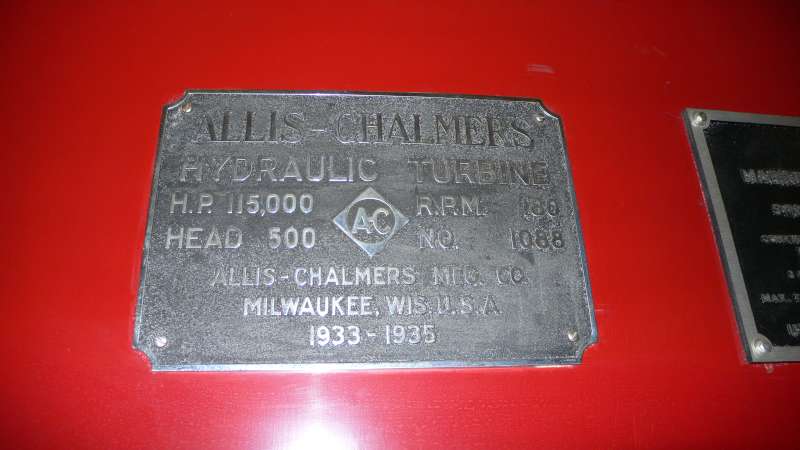 ALLIS-CHALMERS
HYDRAULIC TURBINE
H.P. 115,000 A-C R.P.M. 180
HEAD 500 NO. 1088
ALLIS-CHALMERS MFG. CO.
MILWAUKEE, WIS. U.S.A.
1933-1935
MAX.